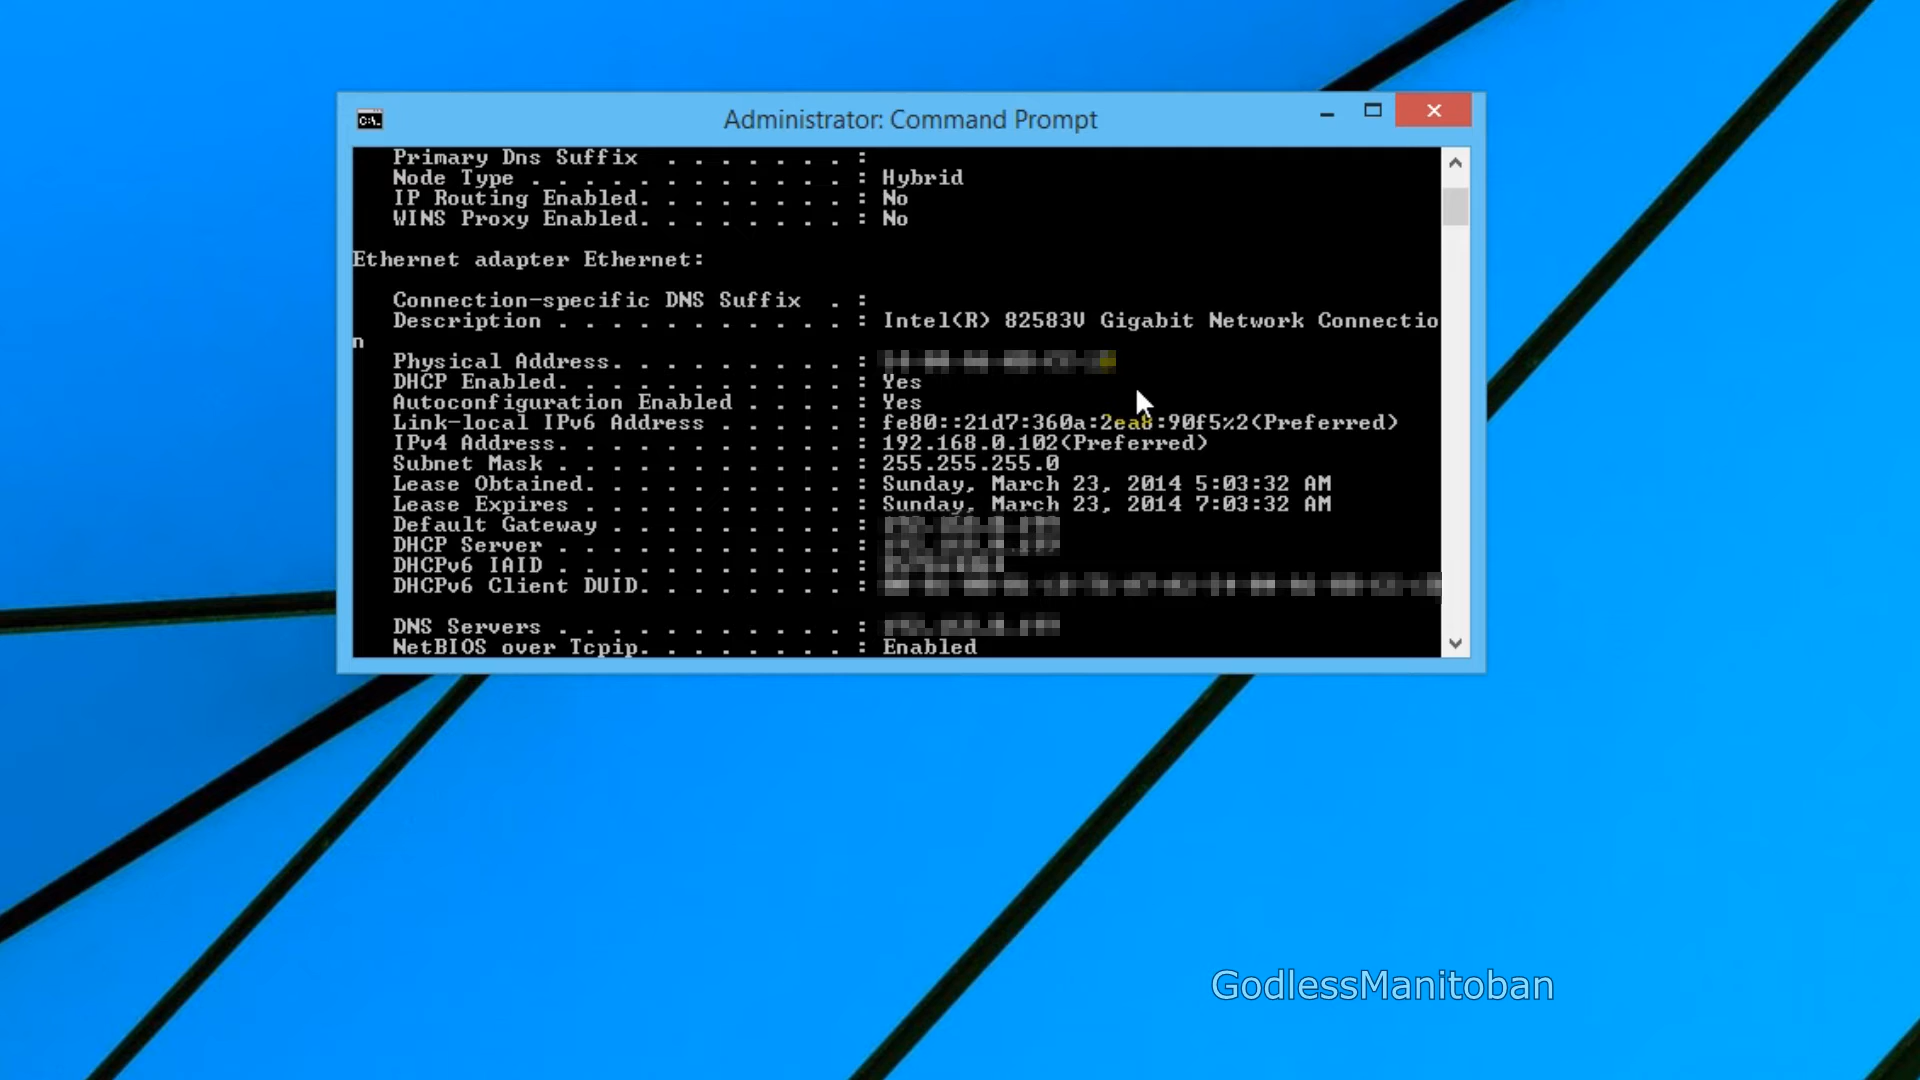 Administrator: Command Prompt
Primary Dns Suffix  . . . . . . . :
Node Type . . . . . . . . . . . . : Hybrid
IP Routing Enabled. . . . . . . . : No
WINS Proxy Enabled. . . . . . . . : No
Ethernet adapter Ethernet:
Connection-specific DNS Suffix  . :
Description . . . . . . . . . . . : Intel(R) 82583V Gigabit Network Connectio
n
Physical Address. . . . . . . . . :
DHCP Enabled. . . . . . . . . . . : Yes
Autoconfiguration Enabled . . . . : Yes
Link-local IPv6 Address . . . . . : fe80::21d7:360a:2ea8:90f5%2(Preferred)
IPv4 Address. . . . . . . . . . . : 192.168.0.102(Preferred)
Subnet Mask . . . . . . . . . . . : 255.255.255.0
Lease Obtained. . . . . . . . . . : Sunday, March 23, 2014 5:03:32 AM
Lease Expires . . . . . . . . . . : Sunday, March 23, 2014 7:03:32 AM
Default Gateway . . . . . . . . . :
DHCP Server . . . . . . . . . . . :
DHCPv6 IAID . . . . . . . . . . . :
DHCPv6 Client DUID. . . . . . . . :
DNS Servers . . . . . . . . . . . :
NetBIOS over Tcpip. . . . . . . . : Enabled
GodlessManitoban